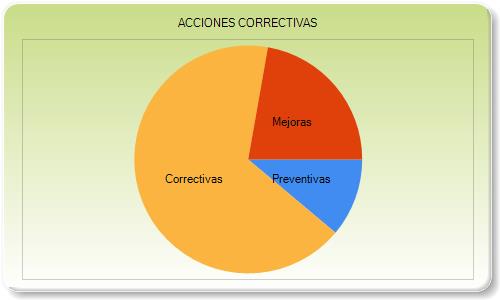 ACCIONES CORRECTIVAS
Mejoras
Correctivas
Preventivas